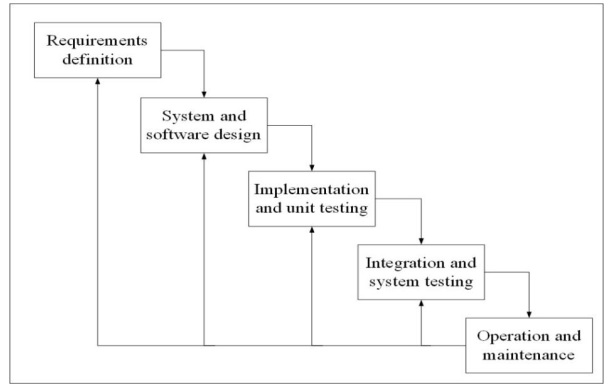 Requirements
definition
System and
software design
Implementation
and unit testing
Integration and
system testing
Operation and
maintenance